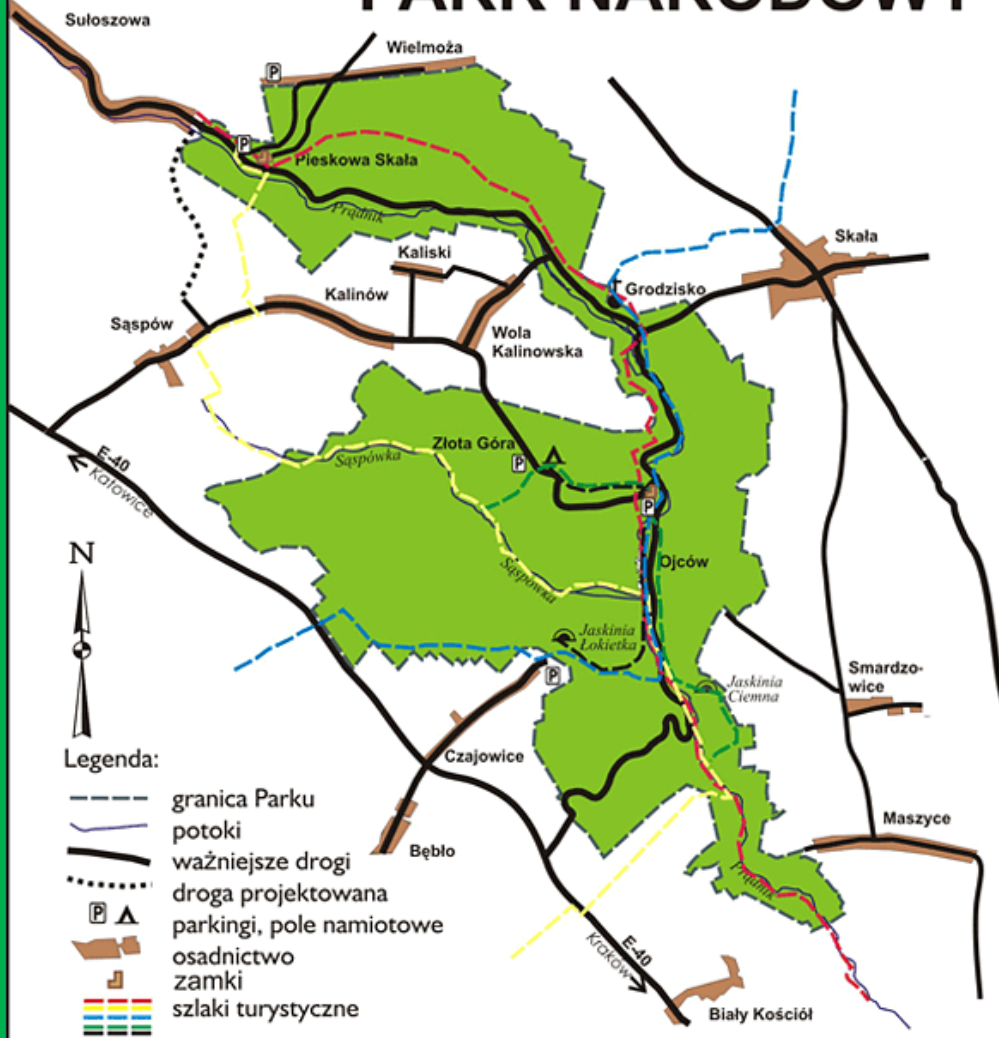 PARK NARODOWY
Sułoszowa
Wielmoża
P
P
Pieskowa Skała
Prądnik
Skała
Kaliski
Grodzisko
Kalinów
Sąspów
Wola
Kalinowska
Złota Góra
P
E-40
Katowice
Sąspówka
P
N
Ojców
Sąspówka
Jaskinia
Łokietka
P
Jaskinia
Ciemna
Smardzo-
wice
Czajowice
Maszyce
Bębło
Prądnik
E-40
Kraków
Biały Kościół
Legenda:
granica Parku
potoki
ważniejsze drogi
droga projektowana
P
parkingi, pole namiotowe
osadnictwo
zamki
szlaki turystyczne